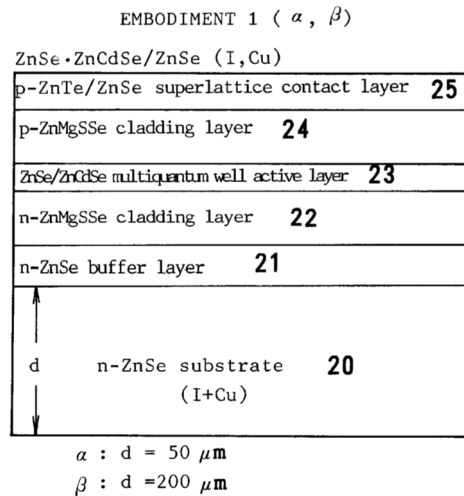 EMBODIMENT 1 ( α , β )
ZnSe·ZnCdSe/ZnSe (I,Cu)
p-ZnTe/ZnSe superlattice contact layer 25
p-ZnMgSSe cladding layer 24
ZnSe/ZnCdSe multiquantum well active layer 23
n-ZnMgSSe cladding layer 22
n-ZnSe buffer layer 21
d n-ZnSe substrate 20
(I+Cu)
α : d = 50 μm
β : d =200 μm